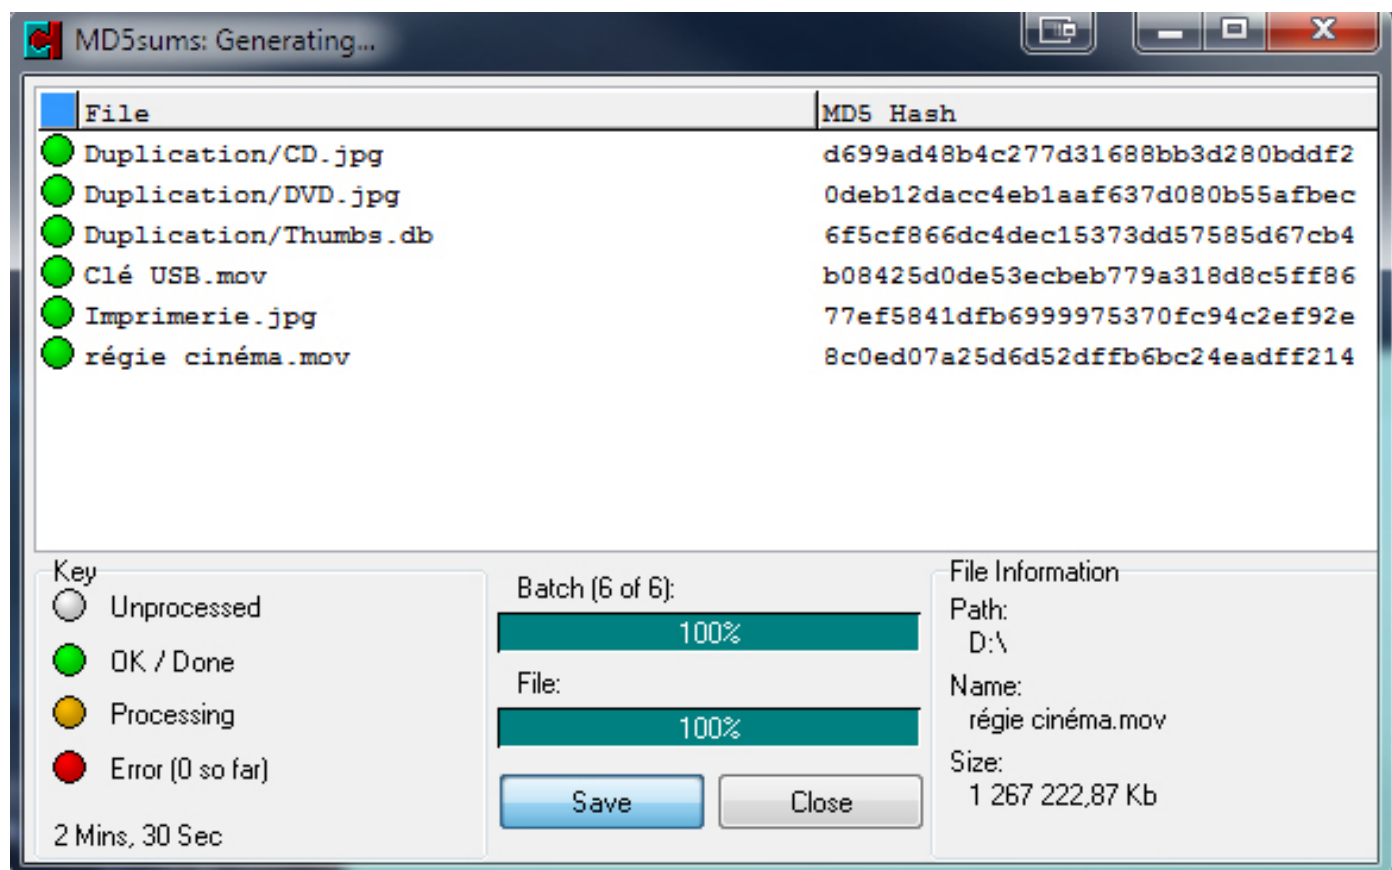 MD5sums: Generating...
File MD5 Hash
Duplication/CD.jpg d699ad48b4c277d31688bb3d280bddf2
Duplication/DVD.jpg 0deb12dacc4eb1aaf637d080b55afbec
Duplication/Thumbs.db 6f5cf866dc4dec15373dd57585d67cb4
Clé USB.mov b08425d0de53ecbeb779a318d8c5ff86
Imprimerie.jpg 77ef5841dfb6999975370fc94c2ef92e
régie cinéma.mov 8c0ed07a25d6d52dffb6bc24eadff214
Key
Unprocessed
OK / Done
Processing
Error (0 so far)
2 Mins, 30 Sec
Batch (6 of 6):
100%
File:
100%
Save Close
File Information
Path:
D:\
Name:
régie cinéma.mov
Size:
1 267 222,87 Kb